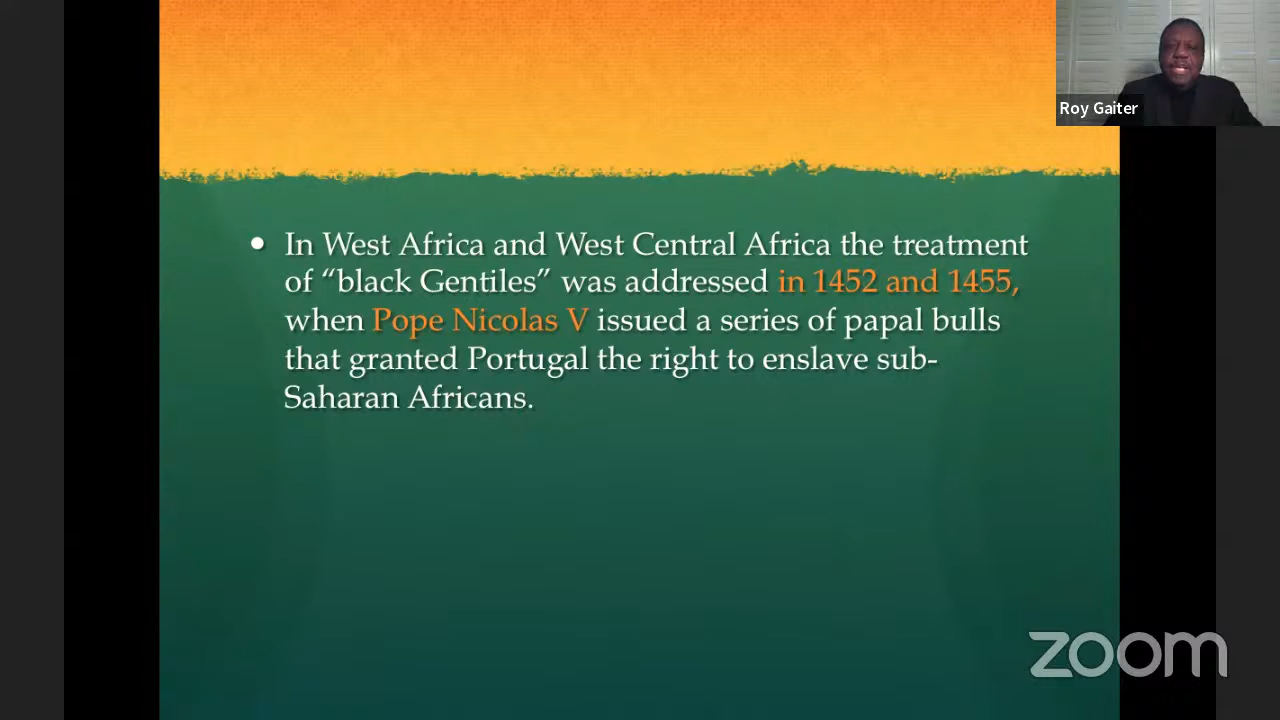 Roy Gaiter
• In West Africa and West Central Africa the treatment
of “black Gentiles” was addressed in 1452 and 1455,
when Pope Nicolas V issued a series of papal bulls
that granted Portugal the right to enslave sub-
Saharan Africans.
zoom